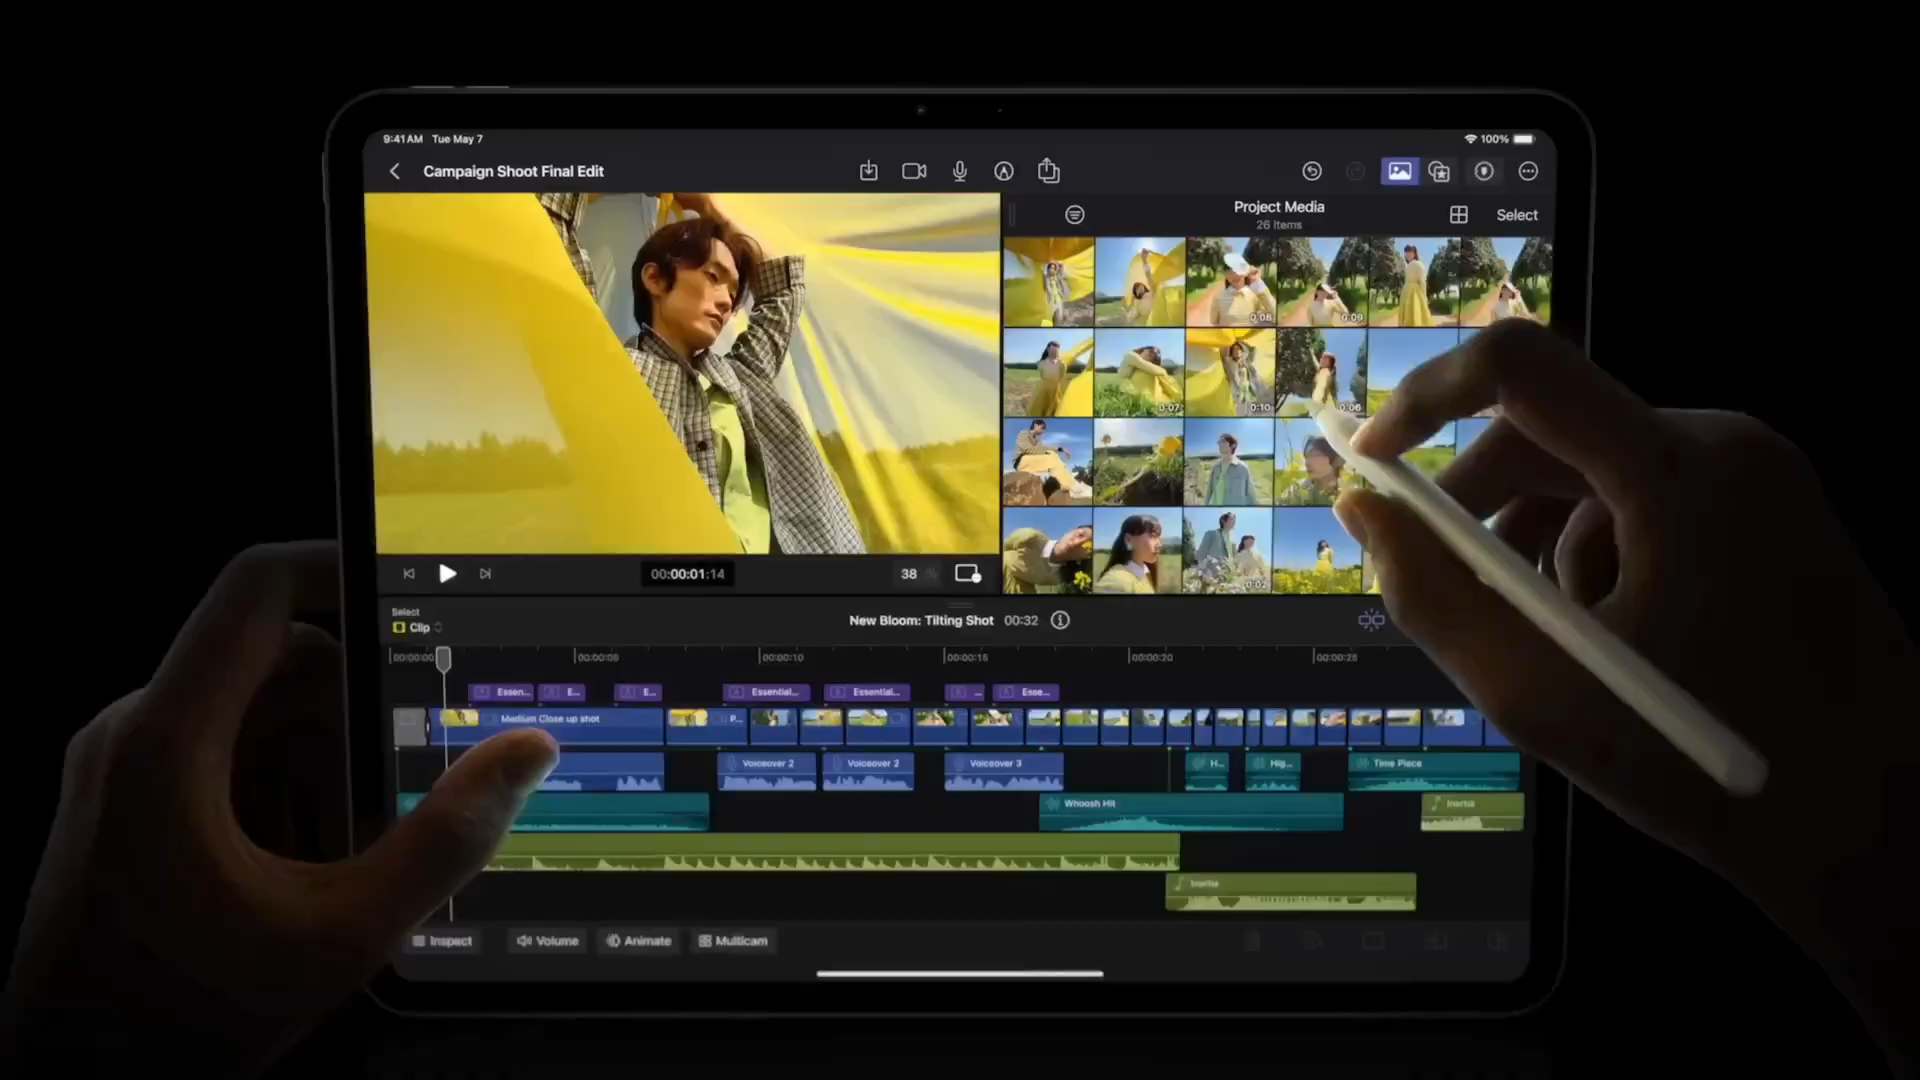 9:41AM Tue May 7
100%
Campaign Shoot Final Edit
Project Media
26 Items
Select
0:08
0:09
0:07
0:10
0:06
0:02
00:00:01:14
38 %
Select
Clip
New Bloom: Tilting Shot 00:32
00:00:00
00:00:05
00:00:10
00:00:15
00:00:20
00:00:25
Essen...
E...
E...
Essential...
Essential...
...
Esse...
Medium Close up shot
P...
Voiceover 2
Voiceover 2
Voiceover 3
H...
Hig...
Time Piece
Whoosh Hit
Inertia
Inertia
Inspect
Volume
Animate
Multicam